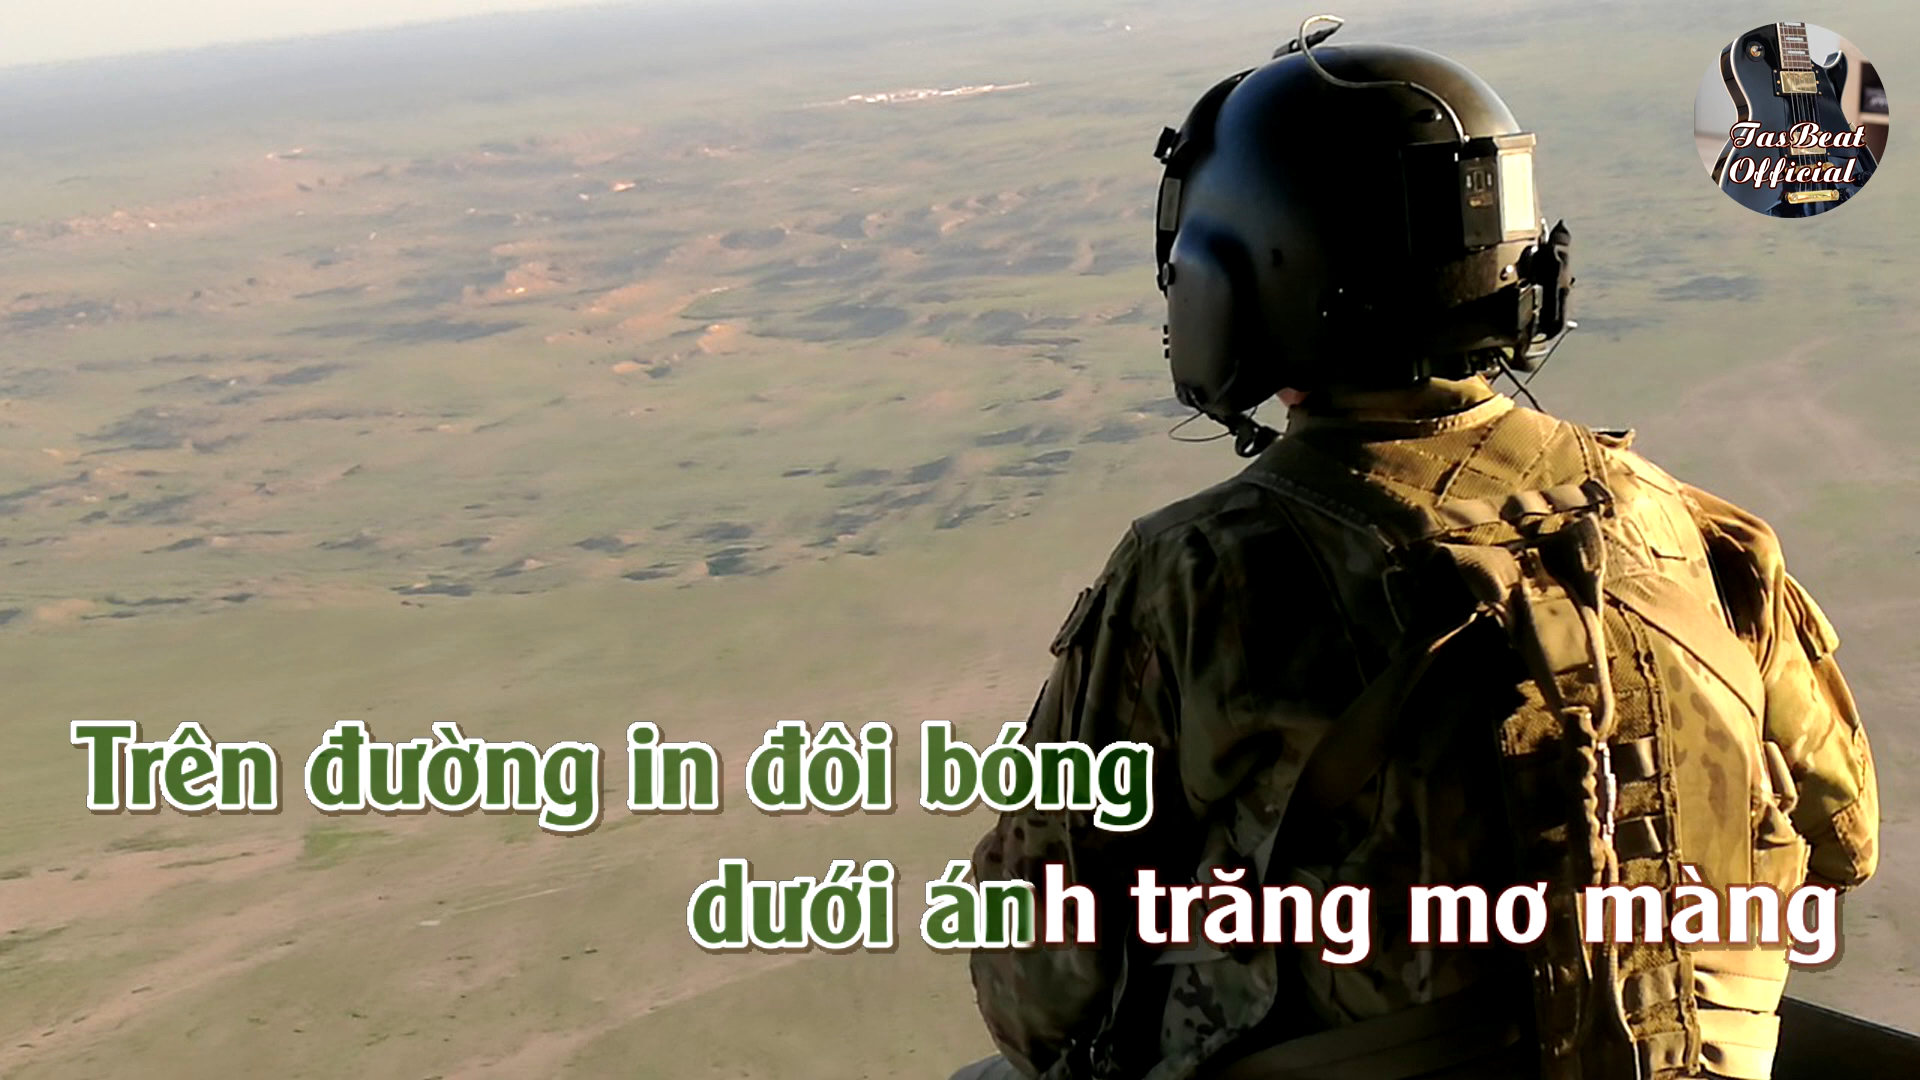 TasBeat
Official
Trên đường in đôi bóng
dưới ánh trăng mơ màng